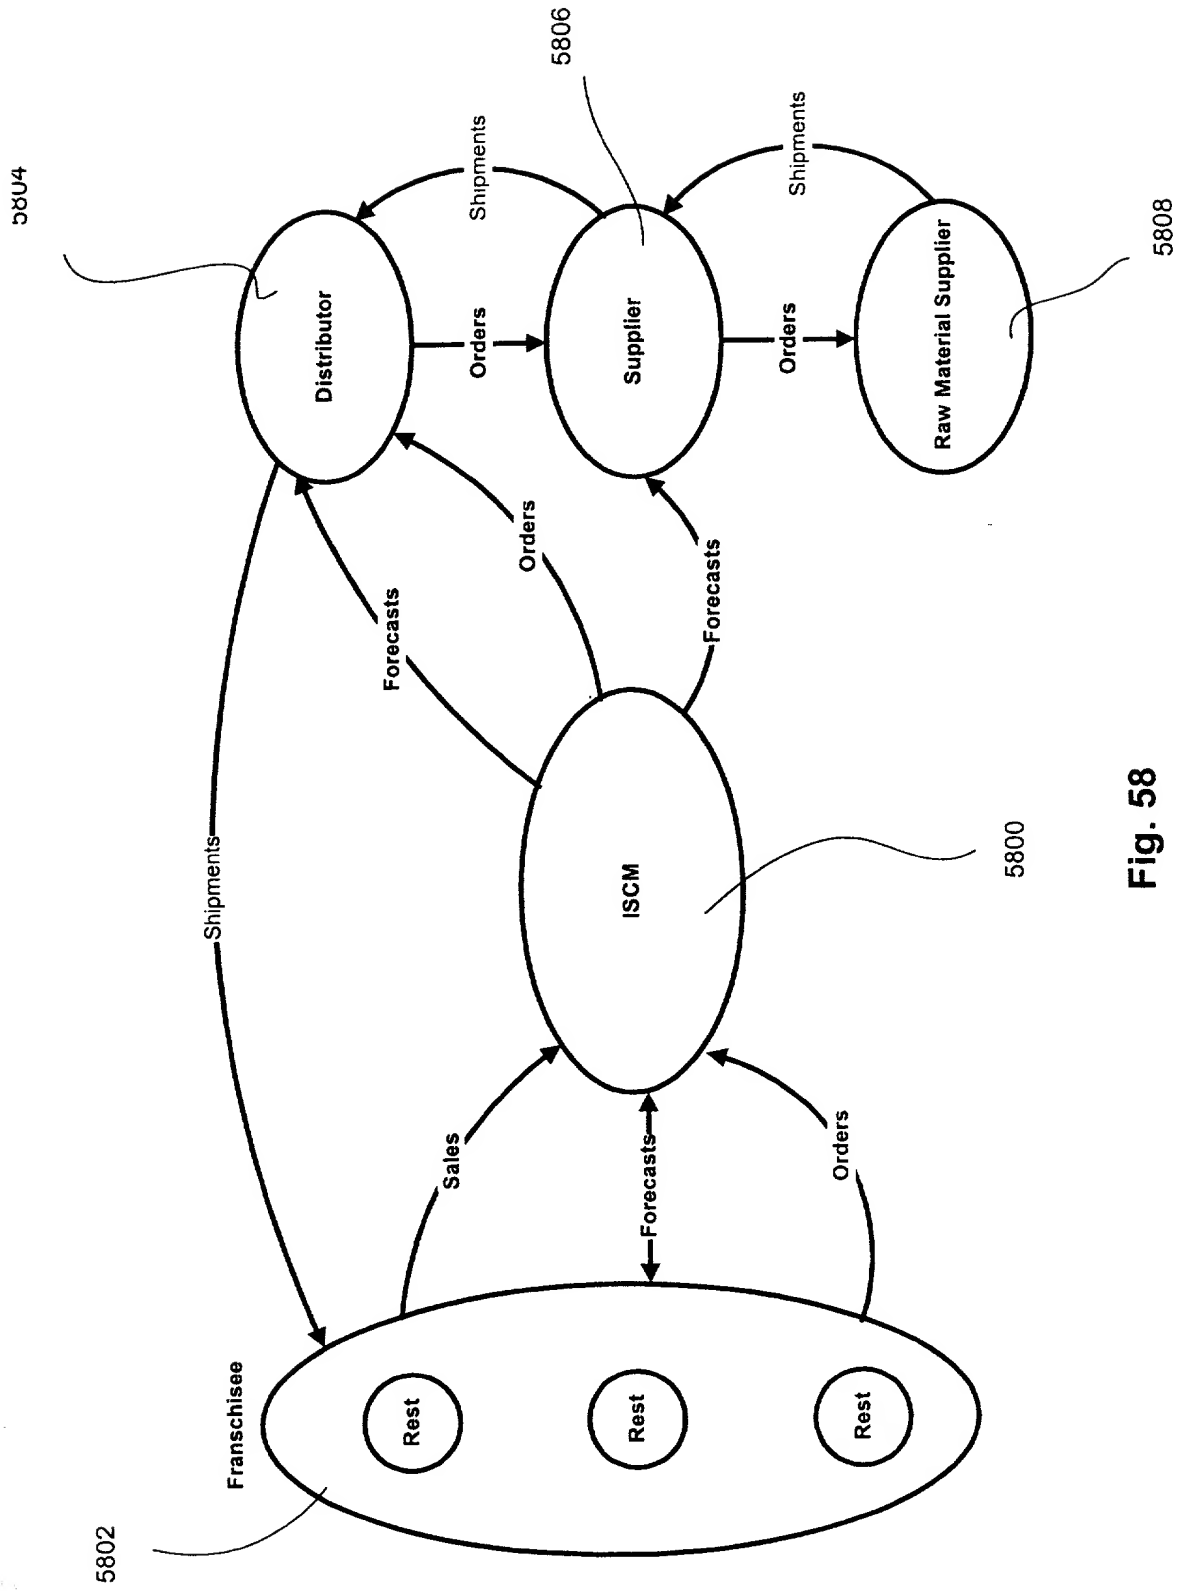 5802
Franschisee
Rest
Rest
Rest
Shipments
Sales
Forecasts
Orders
ISCM
5800
Forecasts
Orders
Forecasts
5804
Distributor
Shipments
Orders
5806
Supplier
Shipments
Orders
Raw Material Supplier
5808
Fig. 58